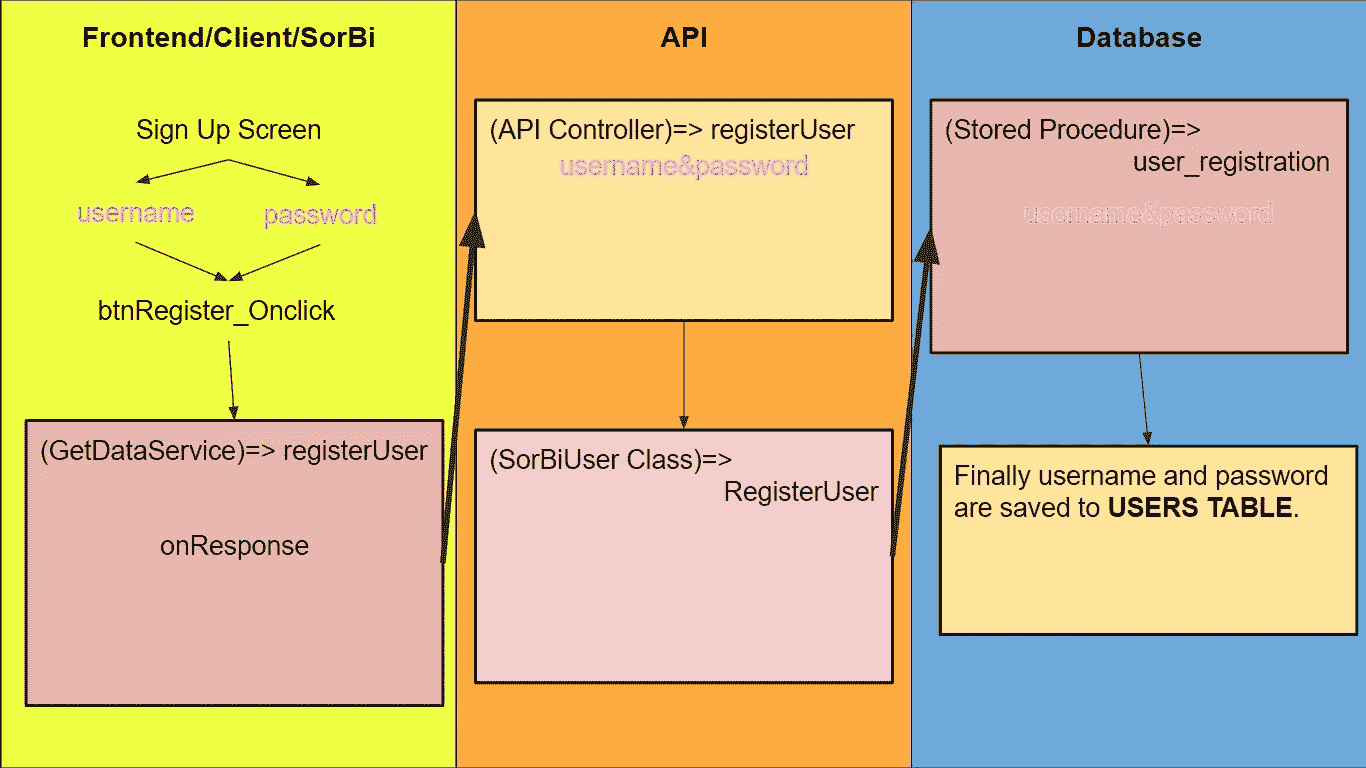 Frontend/Client/SorBi
Sign Up Screen
username
password
btnRegister_Onclick
(GetDataService)=> registerUser
onResponse
API
(API Controller)=> registerUser
username&password
(SorBiUser Class)=>
RegisterUser
Database
(Stored Procedure)=>
user_registration
username&password
Finally username and password
are saved to USERS TABLE.